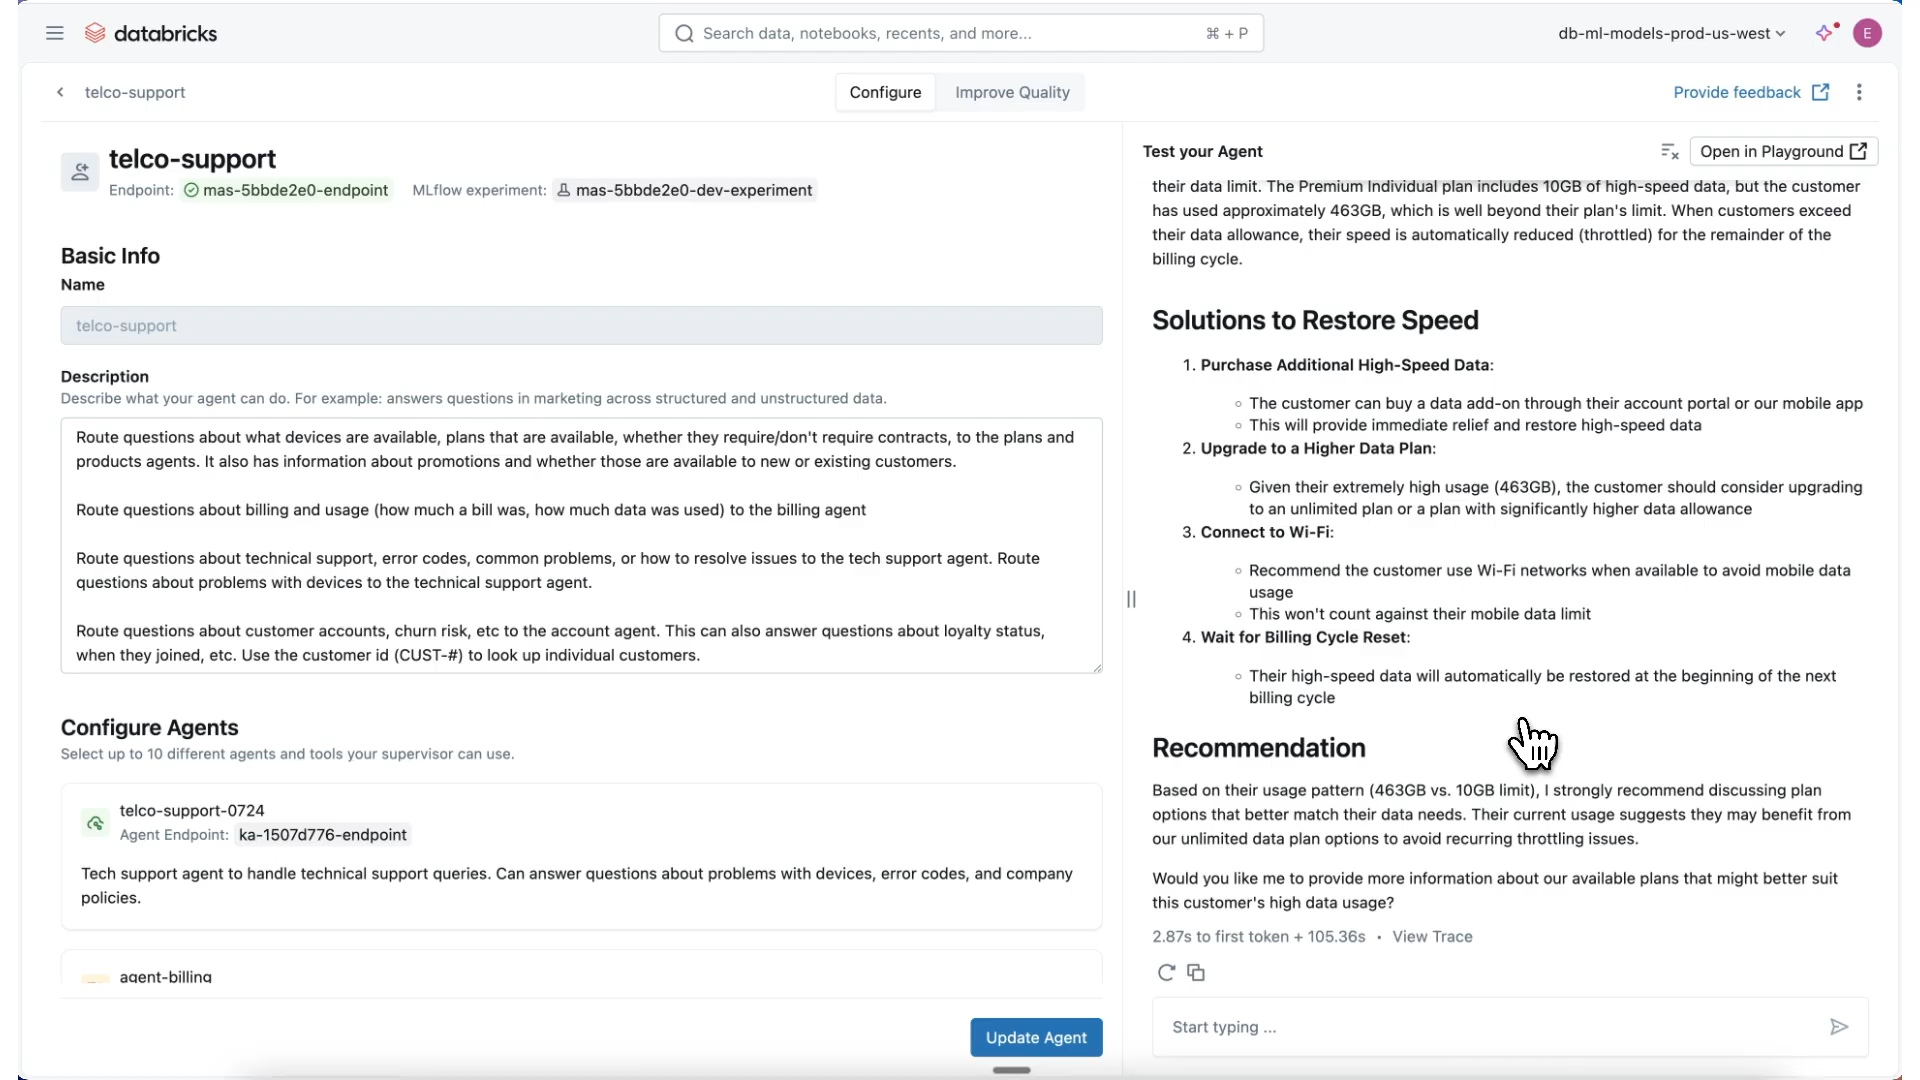 databricks
Search data, notebooks, recents, and more...
⌘ + P
db-ml-models-prod-us-west
E
telco-support
Configure
Improve Quality
Provide feedback
telco-support
Endpoint: mas-5bbde2e0-endpoint MLflow experiment: mas-5bbde2e0-dev-experiment
Basic Info
Name
telco-support
Description
Describe what your agent can do. For example: answers questions in marketing across structured and unstructured data.
Route questions about what devices are available, plans that are available, whether they require/don't require contracts, to the plans and
products agents. It also has information about promotions and whether those are available to new or existing customers.
Route questions about billing and usage (how much a bill was, how much data was used) to the billing agent
Route questions about technical support, error codes, common problems, or how to resolve issues to the tech support agent. Route
questions about problems with devices to the technical support agent.
Route questions about customer accounts, churn risk, etc to the account agent. This can also answer questions about loyalty status,
when they joined, etc. Use the customer id (CUST-#) to look up individual customers.
Configure Agents
Select up to 10 different agents and tools your supervisor can use.
telco-support-0724
Agent Endpoint: ka-1507d776-endpoint
Tech support agent to handle technical support queries. Can answer questions about problems with devices, error codes, and company
policies.
agent-billing
Update Agent
Test your Agent
Open in Playground
their data limit. The Premium Individual plan includes 10GB of high-speed data, but the customer
has used approximately 463GB, which is well beyond their plan's limit. When customers exceed
their data allowance, their speed is automatically reduced (throttled) for the remainder of the
billing cycle.
Solutions to Restore Speed
1. Purchase Additional High-Speed Data:
◦ The customer can buy a data add-on through their account portal or our mobile app
◦ This will provide immediate relief and restore high-speed data
2. Upgrade to a Higher Data Plan:
◦ Given their extremely high usage (463GB), the customer should consider upgrading
to an unlimited plan or a plan with significantly higher data allowance
3. Connect to Wi-Fi:
◦ Recommend the customer use Wi-Fi networks when available to avoid mobile data
usage
◦ This won't count against their mobile data limit
4. Wait for Billing Cycle Reset:
◦ Their high-speed data will automatically be restored at the beginning of the next
billing cycle
Recommendation
Based on their usage pattern (463GB vs. 10GB limit), I strongly recommend discussing plan
options that better match their data needs. Their current usage suggests they may benefit from
our unlimited data plan options to avoid recurring throttling issues.
Would you like me to provide more information about our available plans that might better suit
this customer's high data usage?
2.87s to first token + 105.36s • View Trace
Start typing ...